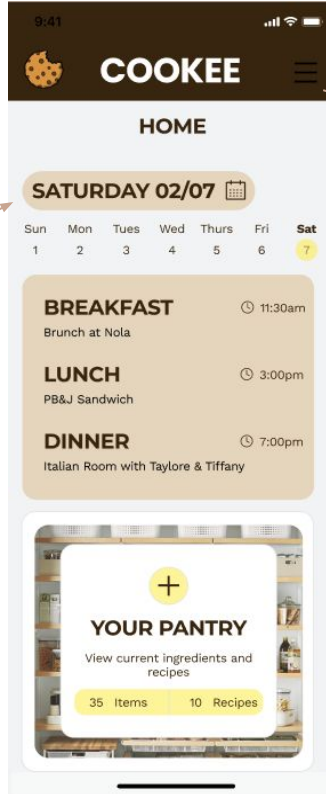 9:41
COOKEE
HOME
SATURDAY 02/07
Sun Mon Tues Wed Thurs Fri Sat
1 2 3 4 5 6 7
BREAKFAST 11:30am
Brunch at Nola
LUNCH 3:00pm
PB&J Sandwich
DINNER 7:00pm
Italian Room with Taylore & Tiffany
YOUR PANTRY
View current ingredients and
recipes
35 Items 10 Recipes